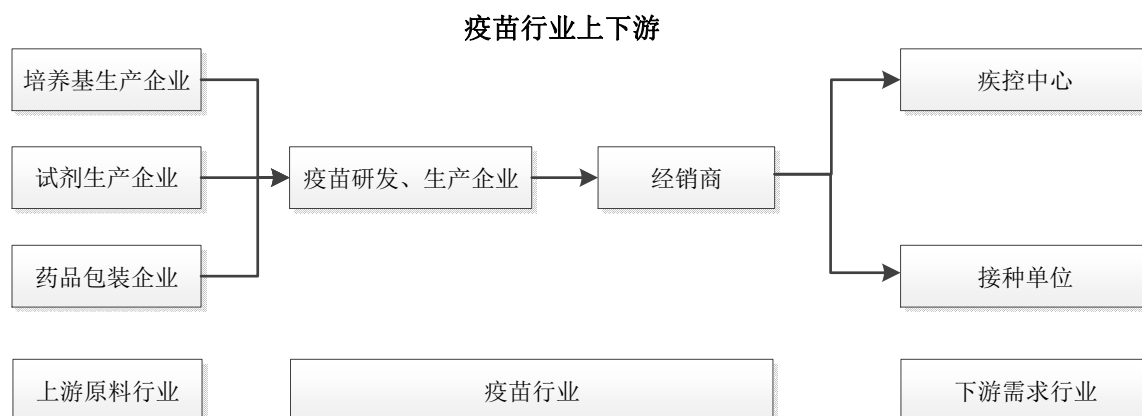 疫苗行业上下游
培养基生产企业
疾控中心
试剂生产企业
疫苗研发、生产企业
经销商
药品包装企业
接种单位
上游原料行业
疫苗行业
下游需求行业